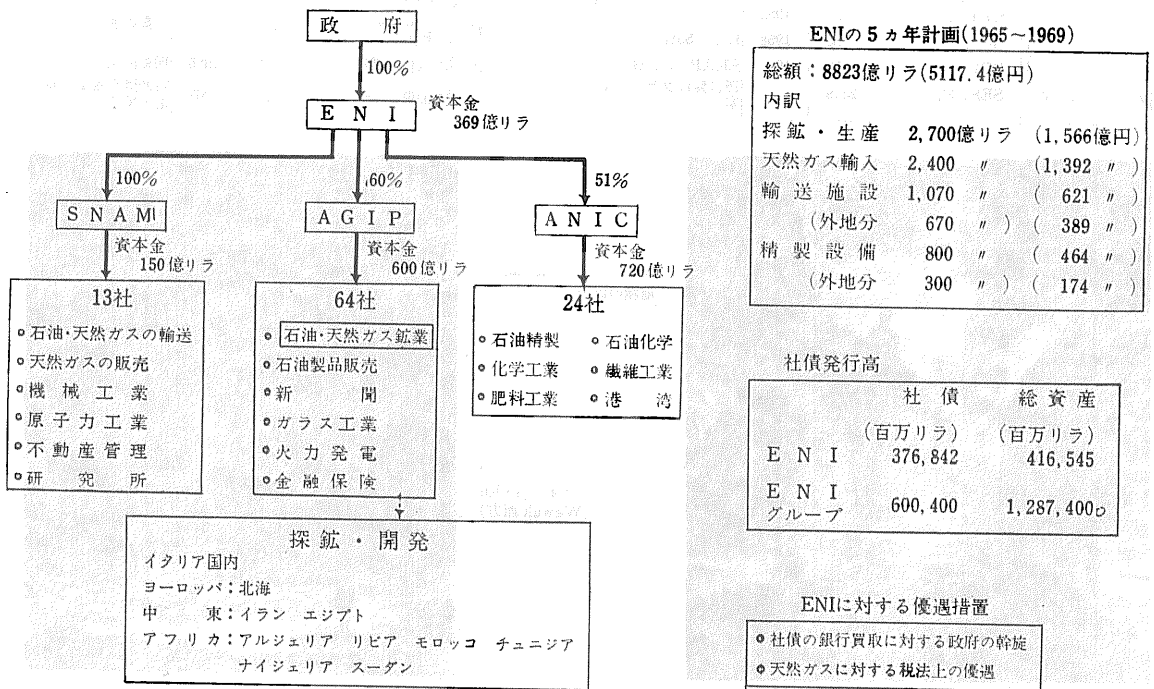 政府
100%
ENI
資本金
369億リラ
100%
60%
51%
SNAM
AGIP
ANIC
資本金
150億リラ
資本金
600億リラ
資本金
720億リラ
13社
• 石油・天然ガスの輸送
• 天然ガスの販売
• 機械工業
• 原子力工業
• 不動産管理
• 研究所
64社
• 石油・天然ガス鉱業
• 石油製品販売
• 新聞
• ガラス工業
• 火力発電
• 金融保険
24社
• 石油精製 • 石油化学
• 化学工業 • 繊維工業
• 肥料工業 • 港湾
探鉱・開発
イタリア国内
ヨーロッパ：北海
中東：イラン エジプト
アフリカ：アルジェリア リビア モロッコ チュニジア
ナイジェリア スーダン
ENIの5ヵ年計画(1965～1969)
総額：8823億リラ(5117.4億円)
内訳
探鉱・生産 2,700億リラ (1,566億円)
天然ガス輸入 2,400 〃 (1,392 〃)
輸送施設 1,070 〃 (621 〃)
(外地分 670 〃) (389 〃)
精製設備 800 〃 (464 〃)
(外地分 300 〃) (174 〃)
社債発行高
社債 総資産
(百万リラ) (百万リラ)
ENI 376,842 416,545
ENI
グループ 600,400 1,287,400
ENIに対する優遇措置
• 社債の銀行買取に対する政府の斡旋
• 天然ガスに対する税法上の優遇